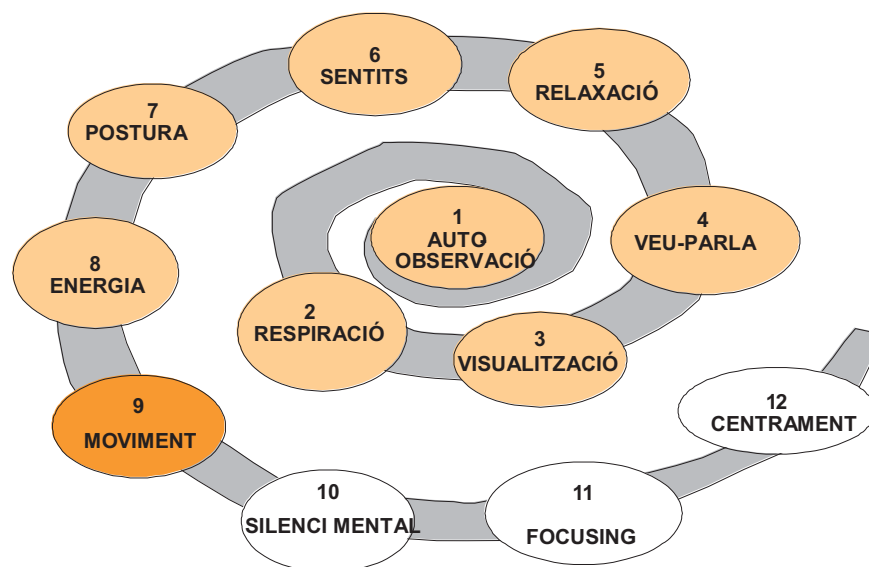 1
AUTO
OBSERVACIÓ
2
RESPIRACIÓ
3
VISUALITZACIÓ
4
VEU-PARLA
5
RELAXACIÓ
6
SENTITS
7
POSTURA
8
ENERGIA
9
MOVIMENT
10
SILENCI MENTAL
11
FOCUSING
12
CENTRAMENT